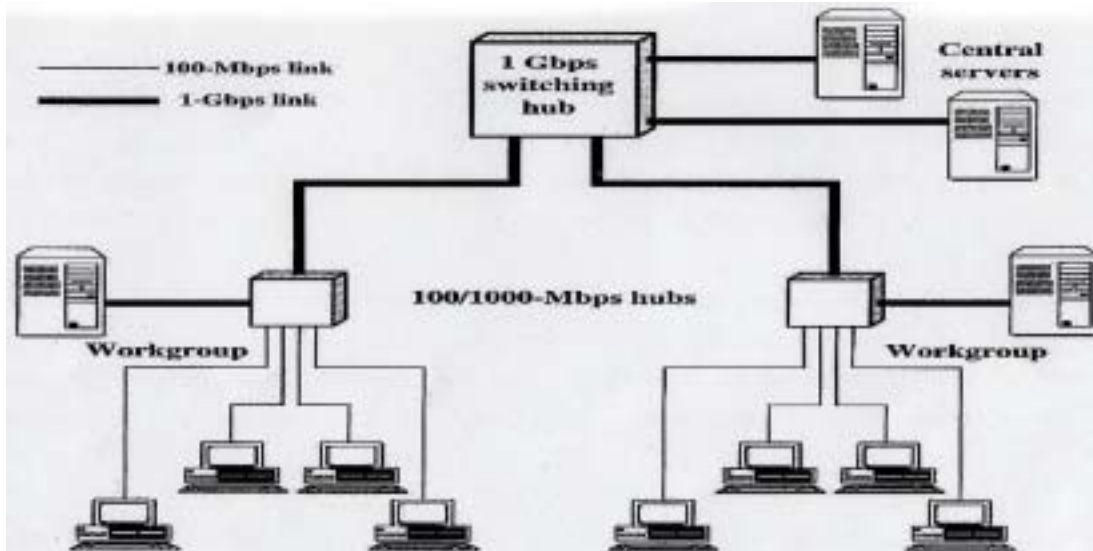 100-Mbps link
1-Gbps link
1 Gbps
switching
hub
Central
servers
100/1000-Mbps hubs
Workgroup
Workgroup